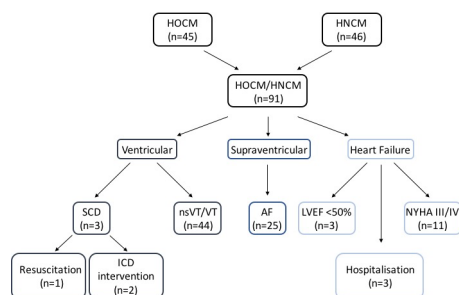 HOCM
(n=45)
HNCM
(n=46)
HOCM/HNCM
(n=91)
Ventricular
Supraventricular
Heart Failure
SCD
(n=3)
nsVT/VT
(n=44)
AF
(n=25)
LVEF <50%
(n=3)
NYHA III/IV
(n=11)
Resuscitation
(n=1)
ICD
intervention
(n=2)
Hospitalisation
(n=3)